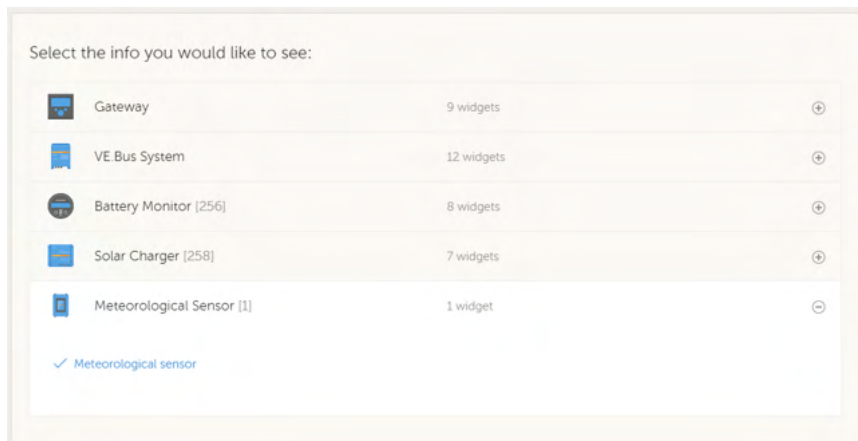 Select the info you would like to see:
Gateway 9 widgets
VE.Bus System 12 widgets
Battery Monitor [256] 8 widgets
Solar Charger [258] 7 widgets
Meteorological Sensor [1] 1 widget
Meteorological sensor